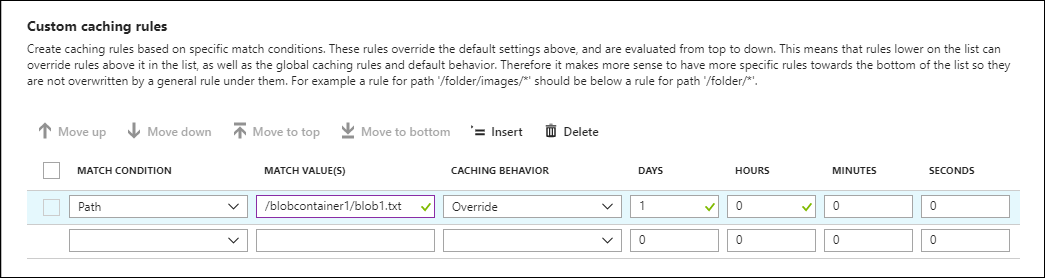 Custom caching rules
Create caching rules based on specific match conditions. These rules override the default settings above, and are evaluated from top to down. This means that rules lower on the list can
override rules above it in the list, as well as the global caching rules and default behavior. Therefore it makes more sense to have more specific rules towards the bottom of the list so they
are not overwritten by a general rule under them. For example a rule for path '/folder/images/*' should be below a rule for path '/folder/*'.
Move up Move down Move to top Move to bottom Insert Delete
MATCH CONDITION MATCH VALUE(S) CACHING BEHAVIOR DAYS HOURS MINUTES SECONDS
Path /blobcontainer1/blob1.txt Override 1 0 0 0
0 0 0 0